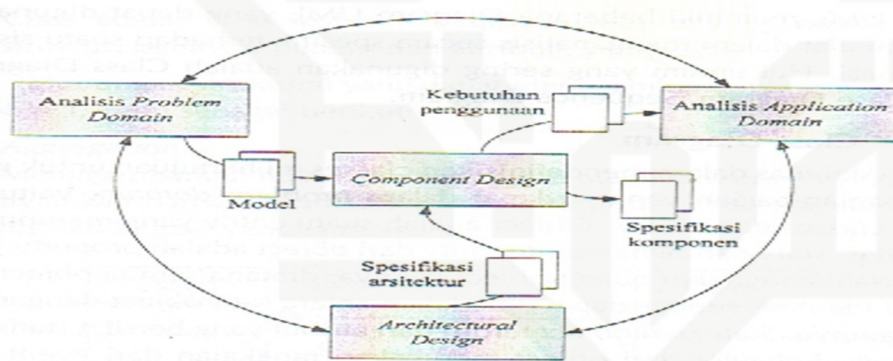 Analisis Problem
Domain
Kebutuhan
penggunaan
Analisis Application
Domain
Model
Component Design
Spesifikasi
komponen
Spesifikasi
arsitektur
Architectural
Design